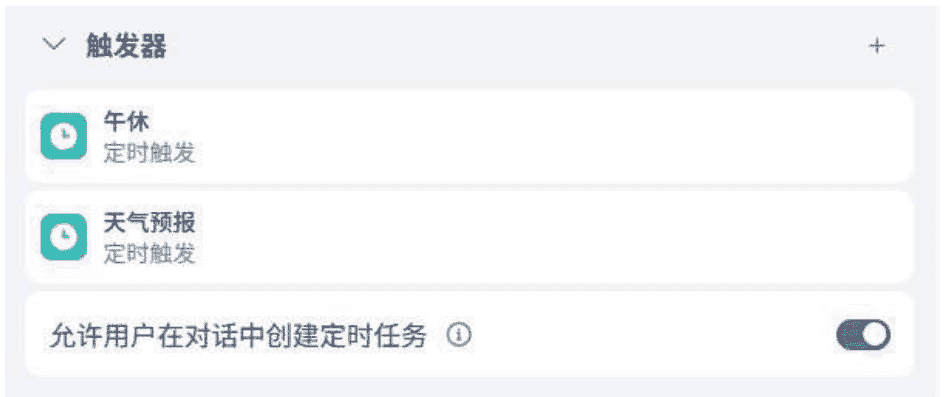 触发器
午休
定时触发
天气预报
定时触发
允许用户在对话中创建定时任务